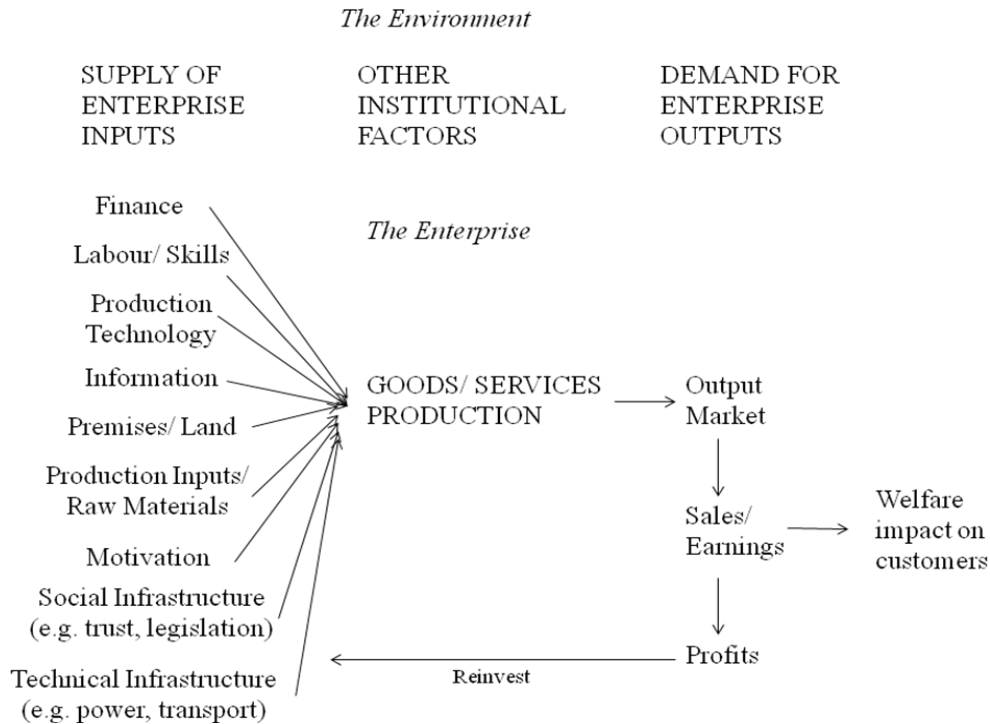 The Environment
SUPPLY OF
ENTERPRISE
INPUTS
OTHER
INSTITUTIONAL
FACTORS
DEMAND FOR
ENTERPRISE
OUTPUTS
Finance
The Enterprise
Labour/ Skills
Production
Technology
Information
Premises/ Land
Production Inputs/
Raw Materials
Motivation
Social Infrastructure
(e.g. trust, legislation)
Technical Infrastructure
(e.g. power, transport)
GOODS/ SERVICES
PRODUCTION
Output
Market
Sales/
Earnings
Welfare
impact on
customers
Profits
Reinvest